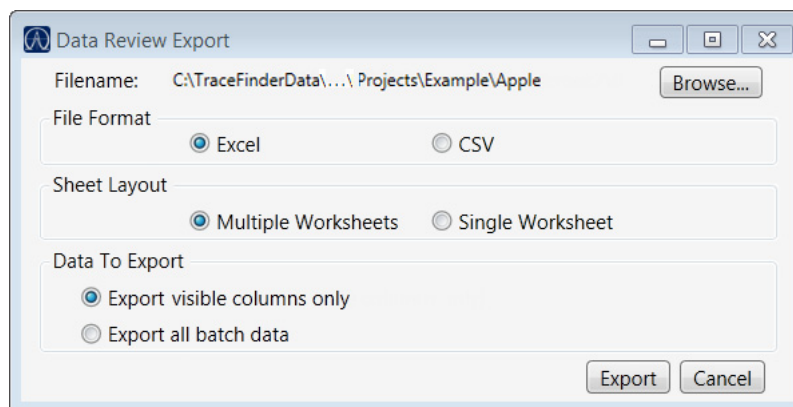 Data Review Export
Filename: C:\TraceFinderData\...\ Projects\Example\Apple Browse...
File Format
Excel CSV
Sheet Layout
Multiple Worksheets Single Worksheet
Data To Export
Export visible columns only
Export all batch data
Export Cancel